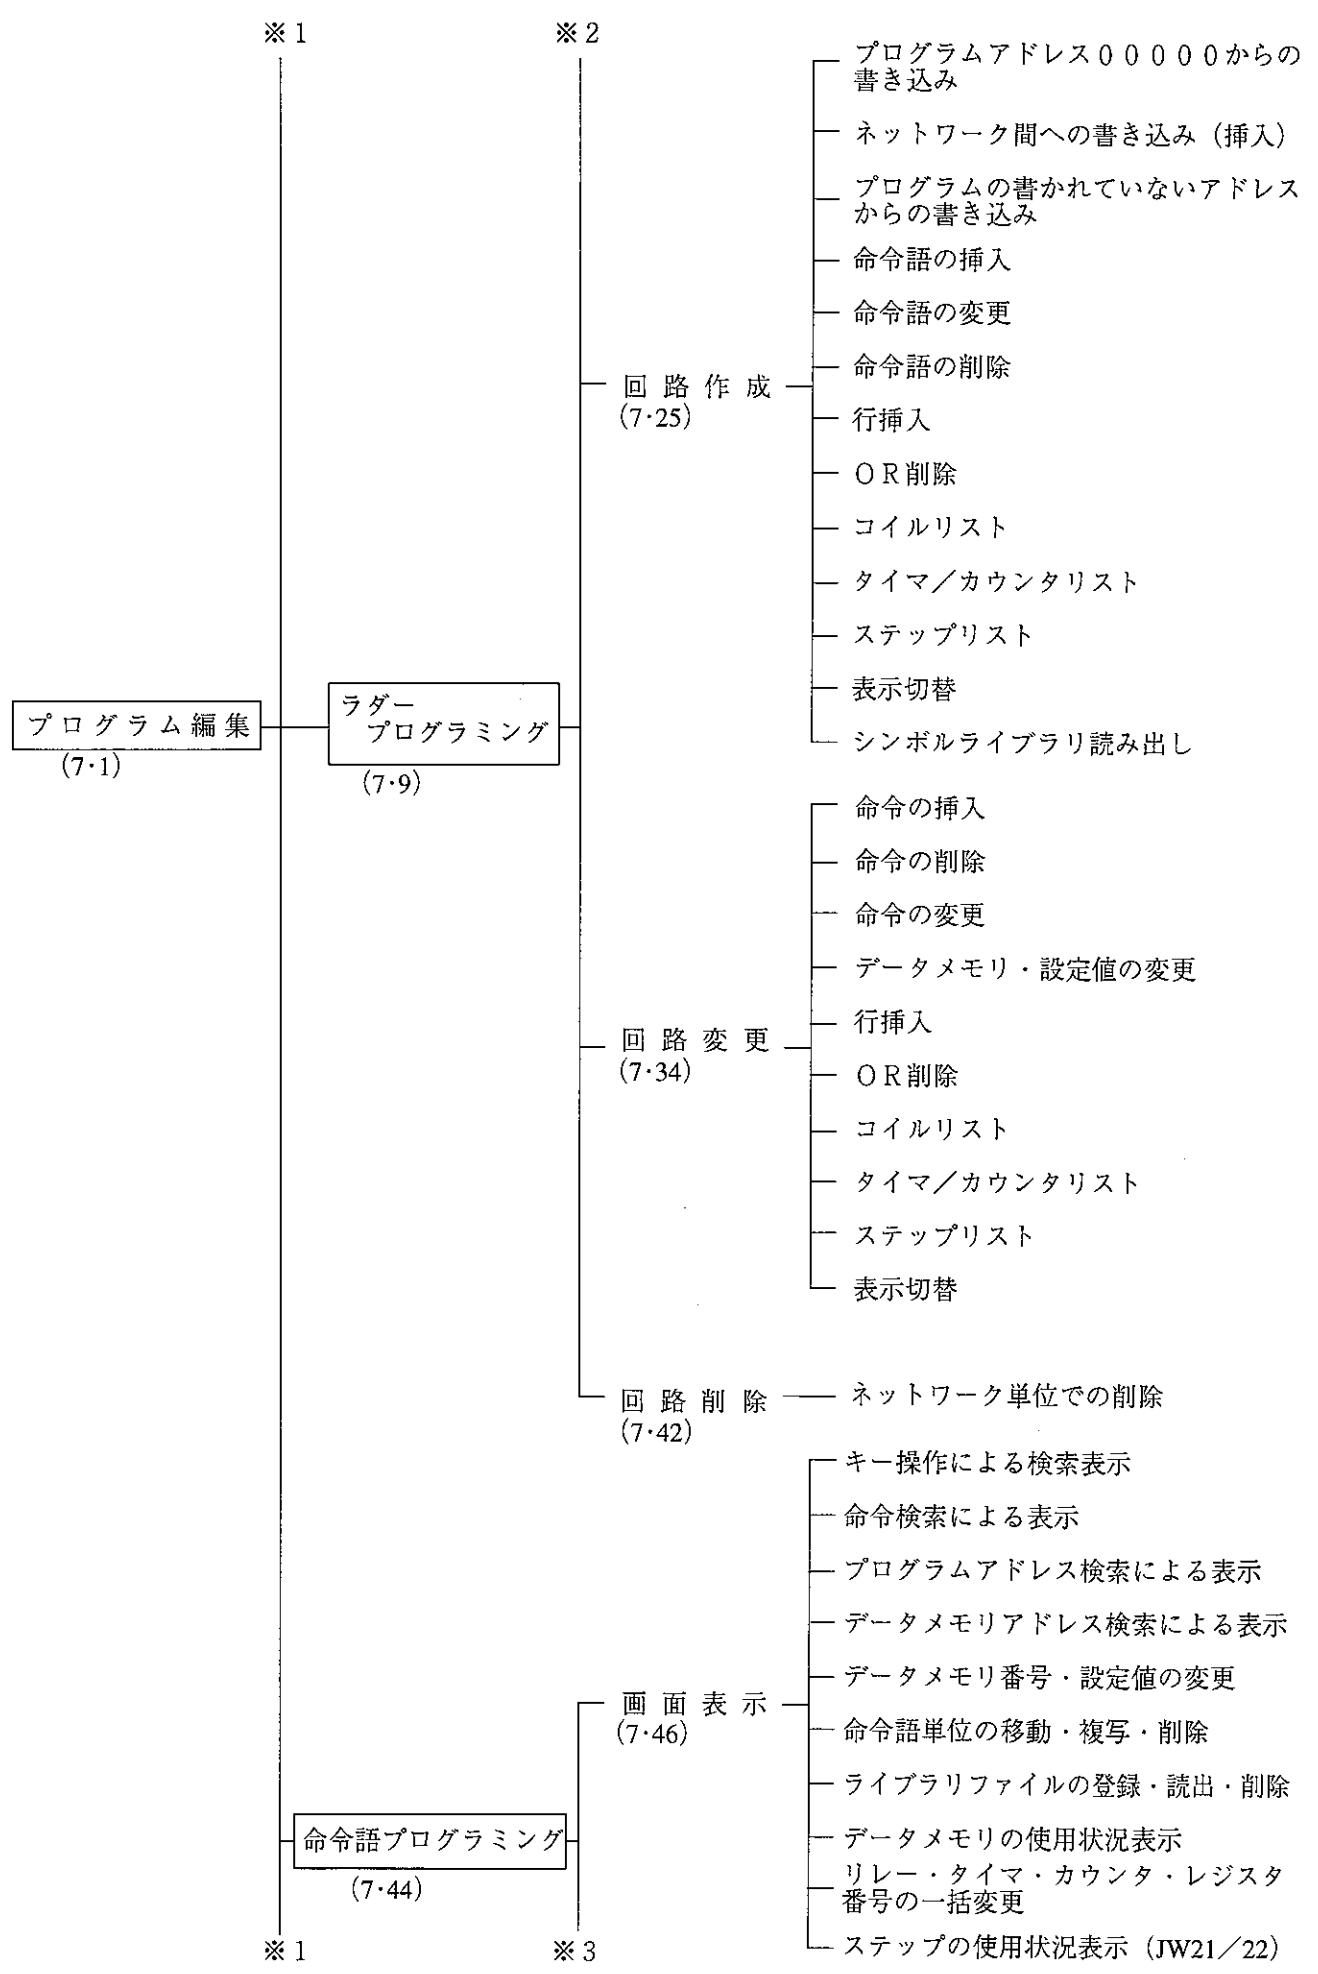 ※1
※2
プログラムアドレス00000からの
書き込み
ネットワーク間への書き込み（挿入）
プログラムの書かれていないアドレス
からの書き込み
命令語の挿入
命令語の変更
命令語の削除
回路作成
(7・25)
行挿入
OR削除
コイルリスト
タイマ／カウンタリスト
ステップリスト
表示切替
シンボルライブラリ読み出し
プログラム編集
(7・1)
ラダー
プログラミング
(7・9)
命令の挿入
命令の削除
命令の変更
データメモリ・設定値の変更
回路変更
(7・34)
行挿入
OR削除
コイルリスト
タイマ／カウンタリスト
ステップリスト
表示切替
回路削除
(7・42)
ネットワーク単位での削除
キー操作による検索表示
命令検索による表示
プログラムアドレス検索による表示
データメモリアドレス検索による表示
データメモリ番号・設定値の変更
画面表示
(7・46)
命令語単位の移動・複写・削除
ライブラリファイルの登録・読出・削除
命令語プログラミング
(7・44)
データメモリの使用状況表示
リレー・タイマ・カウンタ・レジスタ
番号の一括変更
ステップの使用状況表示（JW21／22）
※1
※3